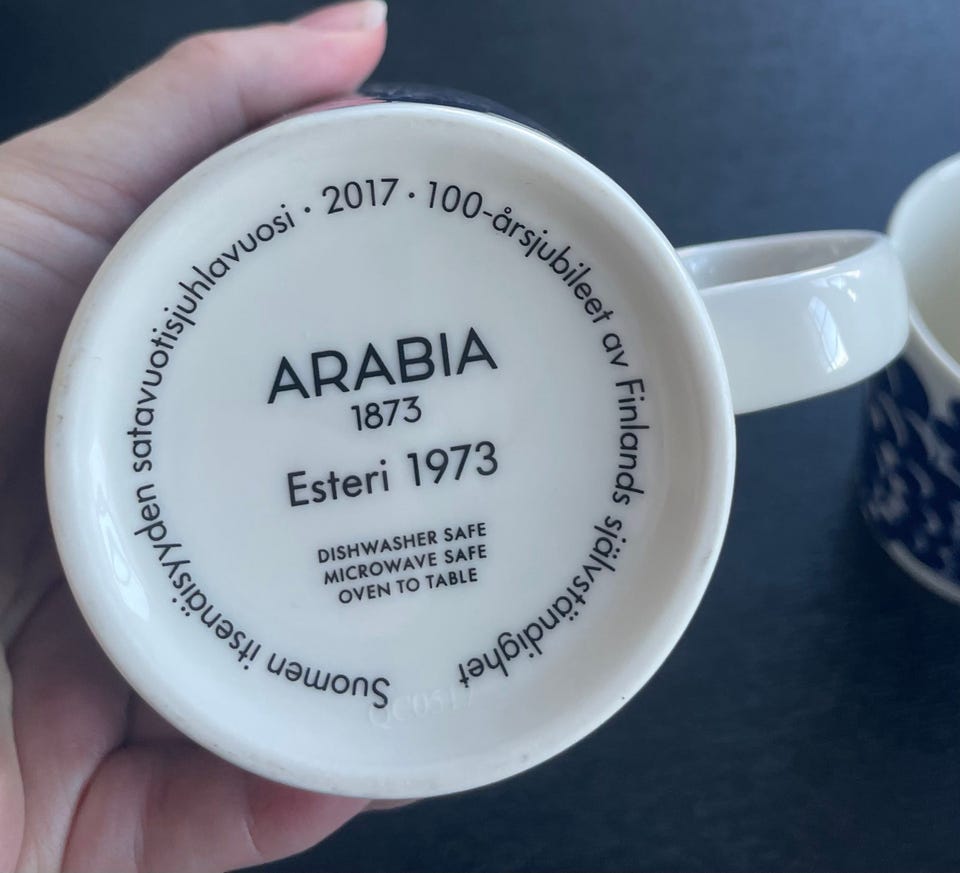 Suomen itsenäisyyden satavuotisjuhlavuosi · 2017 · 100-årsjubileet av Finlands självständighet
ARABIA
1873
Esteri 1973
DISHWASHER SAFE
MICROWAVE SAFE
OVEN TO TABLE